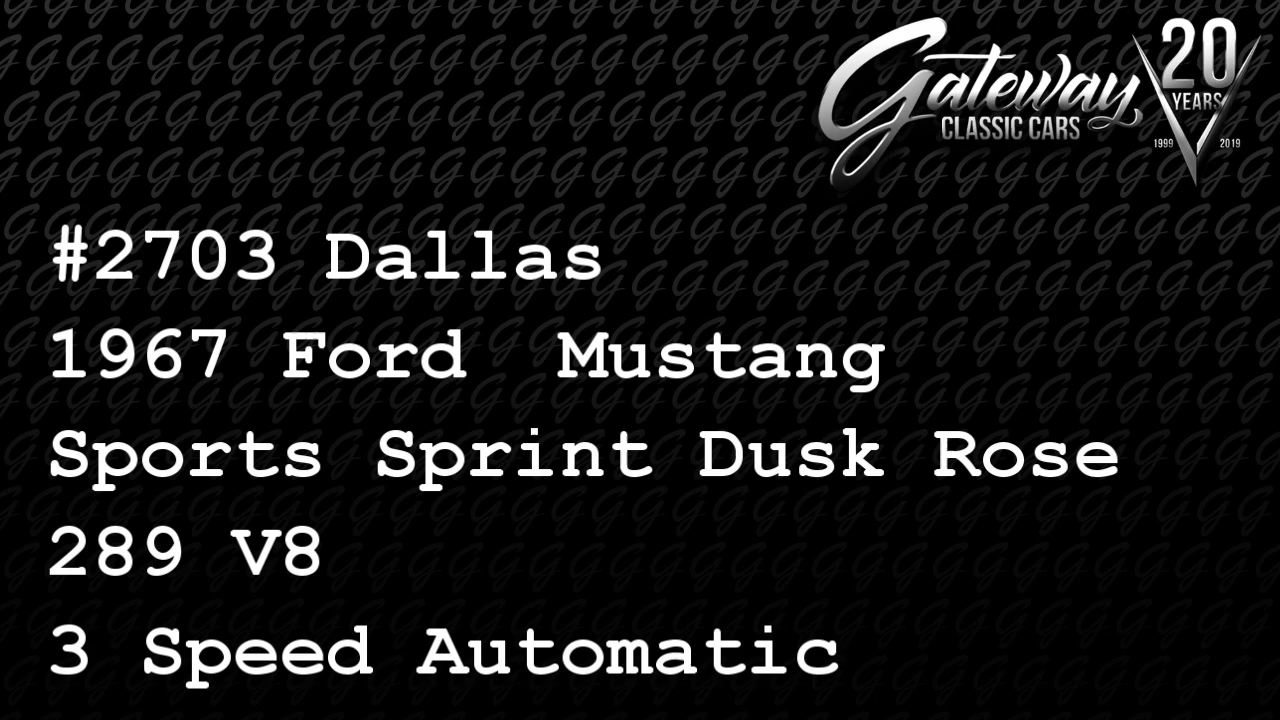 Gateway
CLASSIC CARS
20
YEARS
1999 2019
#2703 Dallas
1967 Ford  Mustang
Sports Sprint Dusk Rose
289 V8
3 Speed Automatic